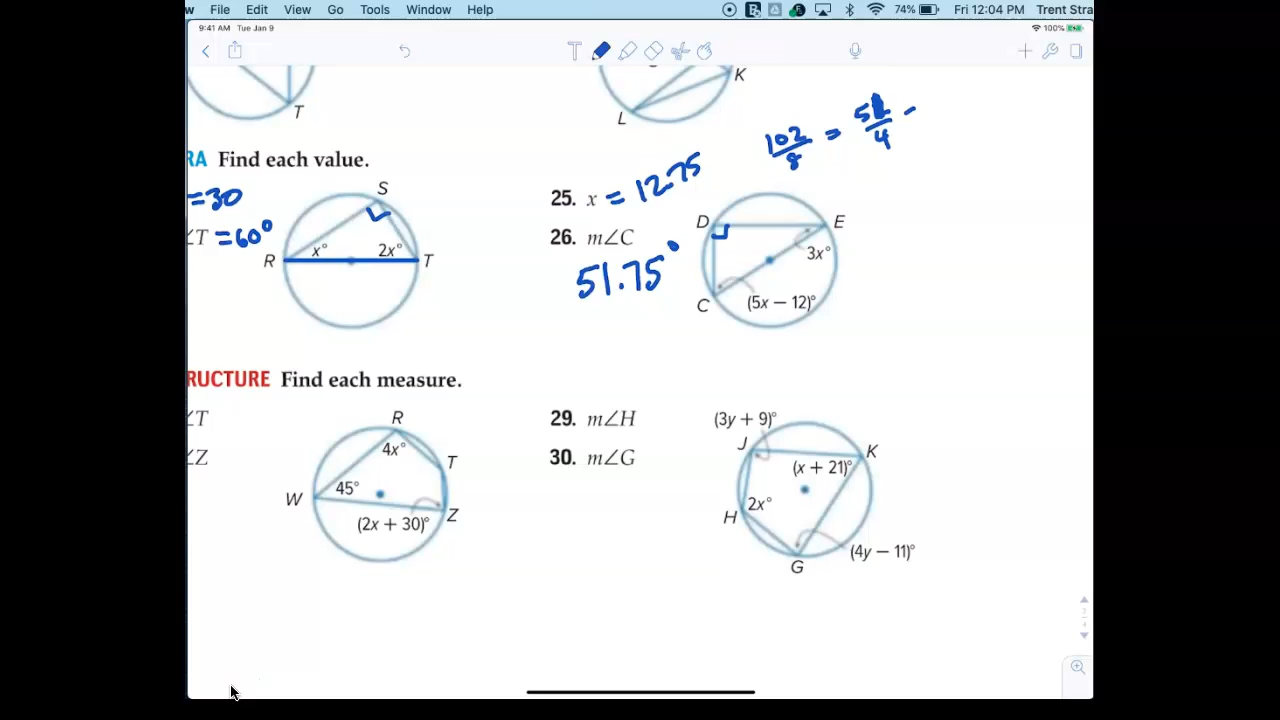 w File Edit View Go Tools Window Help 74% Fri 12:04 PM Trent Stra
9:41 AM Tue Jan 9 100%
T
K
L
102/8 = 51/4 -
RA Find each value.
= 30
∠T = 60°
S
x°
2x°
R
T
25. x = 12.75
26. m∠C
51.75°
D
E
3x°
C
(5x − 12)°
RUCTURE Find each measure.
∠T
∠Z
R
4x°
T
W
45°
(2x + 30)°
Z
29. m∠H
30. m∠G
(3y + 9)°
J
K
(x + 21)°
H
2x°
(4y − 11)°
G